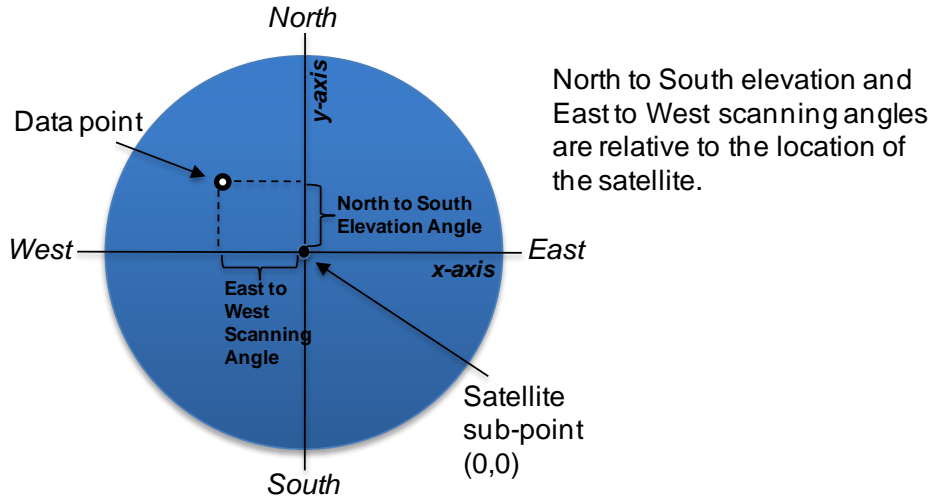 North
y-axis
North to South elevation and
East to West scanning angles
are relative to the location of
the satellite.
Data point
North to South
Elevation Angle
West
East
x-axis
East to
West
Scanning
Angle
Satellite
sub-point
(0,0)
South